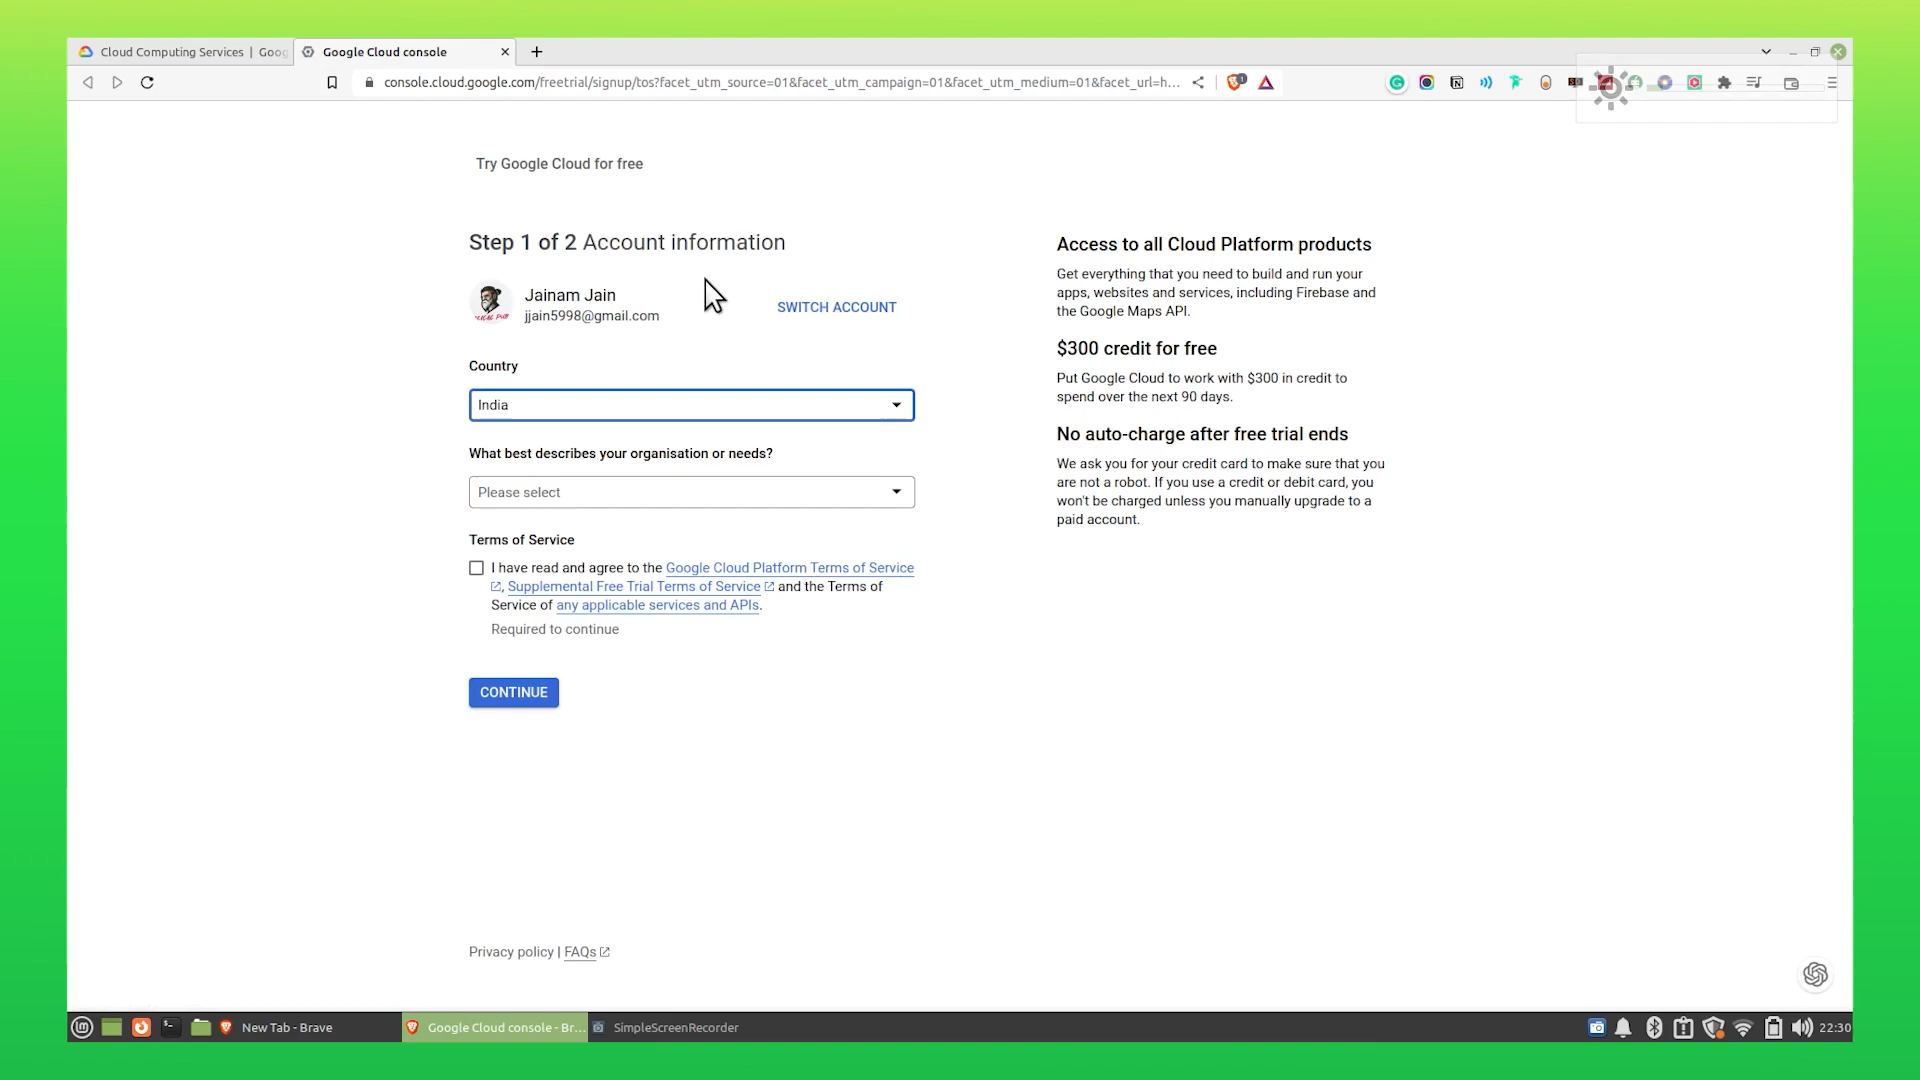 Cloud Computing Services | Goog
Google Cloud console
console.cloud.google.com/freetrial/signup/tos?facet_utm_source=01&facet_utm_campaign=01&facet_utm_medium=01&facet_url=h...
Try Google Cloud for free
Step 1 of 2 Account information
Jainam Jain
jjain5998@gmail.com
SWITCH ACCOUNT
Country
India
What best describes your organisation or needs?
Please select
Terms of Service
I have read and agree to the Google Cloud Platform Terms of Service
, Supplemental Free Trial Terms of Service and the Terms of
Service of any applicable services and APIs.
Required to continue
CONTINUE
Access to all Cloud Platform products
Get everything that you need to build and run your
apps, websites and services, including Firebase and
the Google Maps API.
$300 credit for free
Put Google Cloud to work with $300 in credit to
spend over the next 90 days.
No auto-charge after free trial ends
We ask you for your credit card to make sure that you
are not a robot. If you use a credit or debit card, you
won't be charged unless you manually upgrade to a
paid account.
Privacy policy | FAQs
New Tab - Brave
Google Cloud console - Br...
SimpleScreenRecorder
22:30